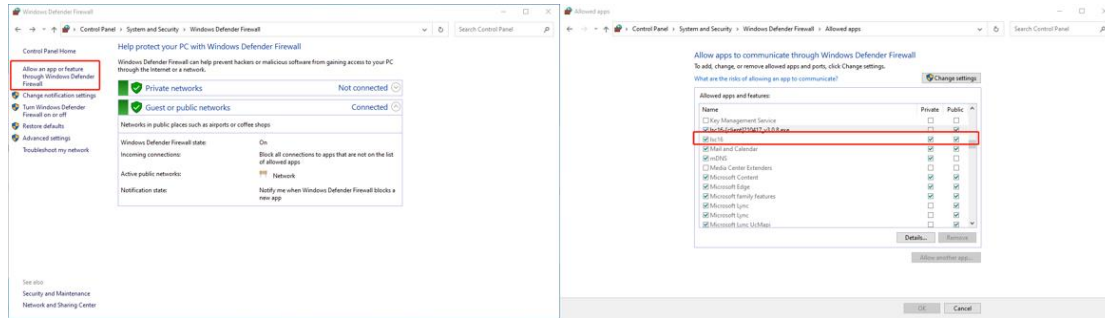 Windows Defender Firewall
Control Panel > System and Security > Windows Defender Firewall
Search Control Panel
Control Panel Home
Allow an app or feature
through Windows Defender
Firewall
Change notification settings
Turn Windows Defender
Firewall on or off
Restore defaults
Advanced settings
Troubleshoot my network
See also
Security and Maintenance
Network and Sharing Center
Help protect your PC with Windows Defender Firewall
Windows Defender Firewall can help prevent hackers or malicious software from gaining access to your PC
through the Internet or a network.
Private networks Not connected
Guest or public networks Connected
Networks in public places such as airports or coffee shops
Windows Defender Firewall state: On
Incoming connections: Block all connections to apps that are not on the list
of allowed apps
Active public networks: Network
Notification state: Notify me when Windows Defender Firewall blocks a
new app
Allowed apps
Control Panel > System and Security > Windows Defender Firewall > Allowed apps
Search Control Panel
Allow apps to communicate through Windows Defender Firewall
To add, change, or remove allowed apps and ports, click Change settings.
What are the risks of allowing an app to communicate?
Change settings
Allowed apps and features:
Name Private Public
Key Management Service
lsc16
Mail and Calendar
mDNS
Media Center Extenders
Microsoft Content
Microsoft Edge
Microsoft family features
Microsoft Lync
Microsoft Lync
Microsoft Lync UcMapi
Details... Remove
Allow another app...
OK Cancel